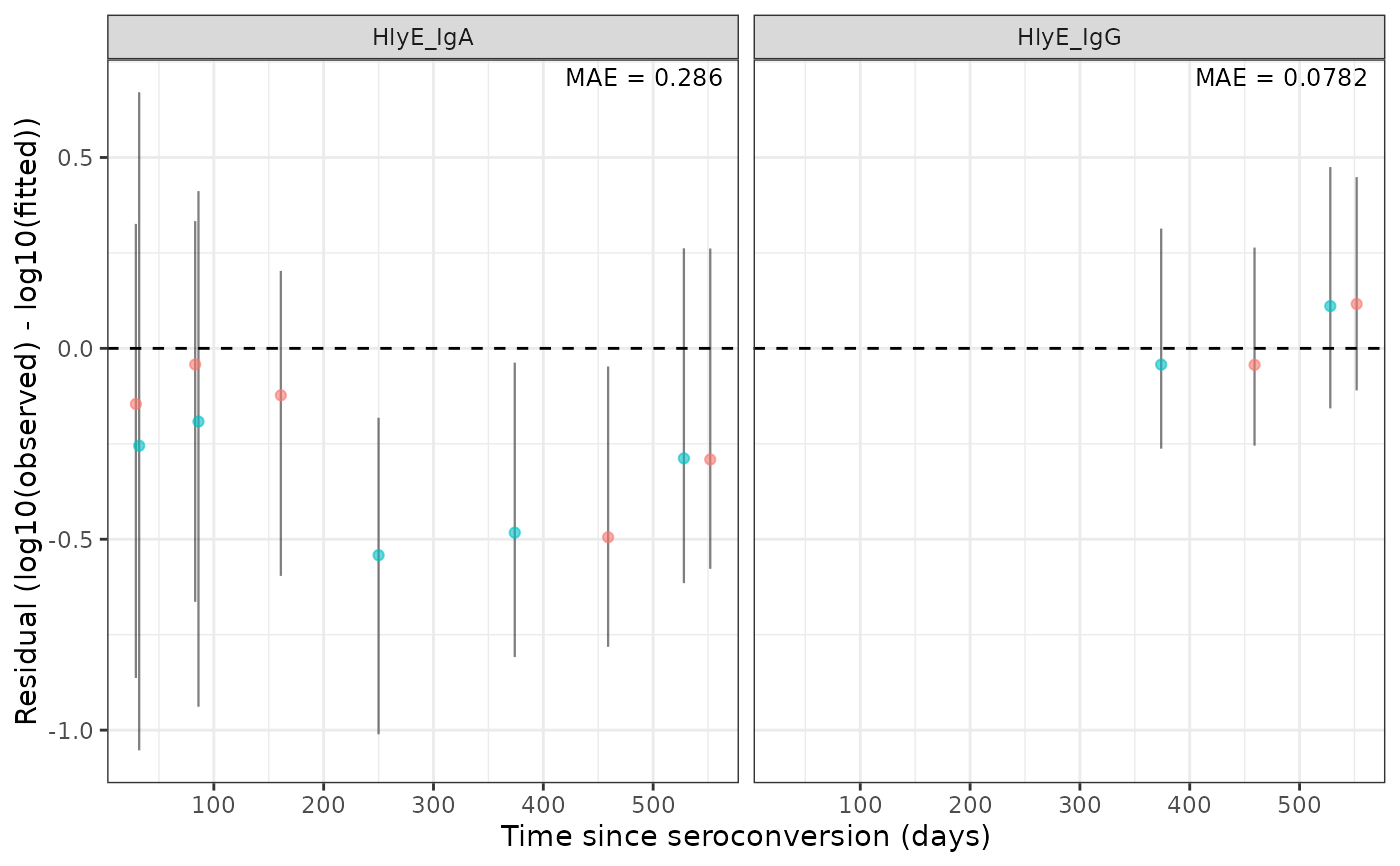 HlyE_IgA
HlyE_IgG
MAE = 0.286
MAE = 0.0782
Residual (log10(observed) - log10(fitted))
0.5
0.0
-0.5
-1.0
100 200 300 400 500
100 200 300 400 500
Time since seroconversion (days)